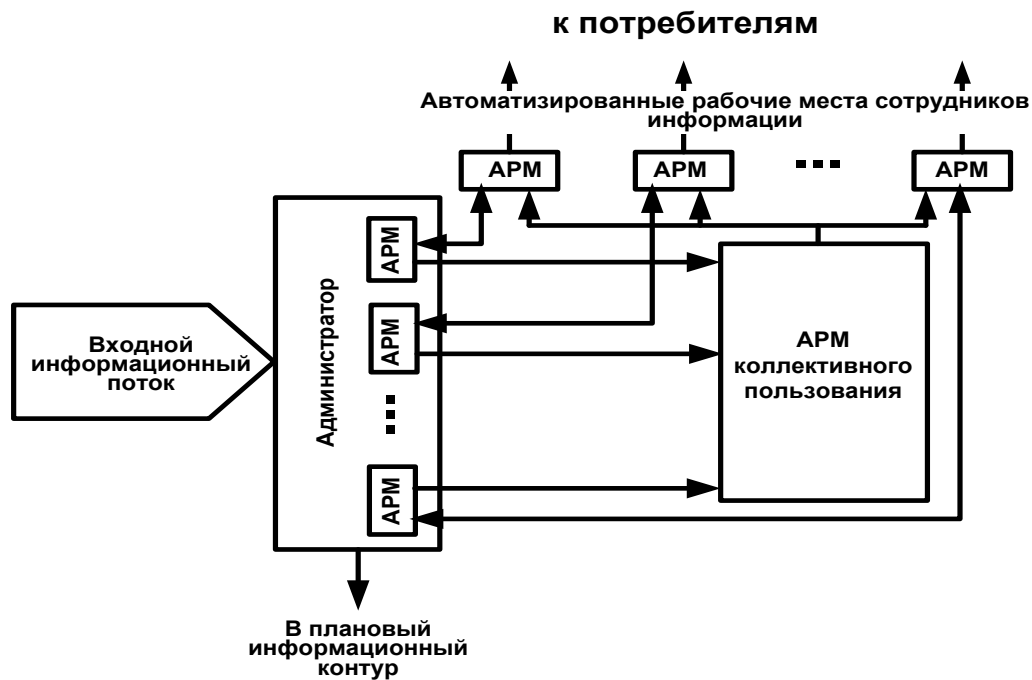 к потребителям
Автоматизированные рабочие места сотрудников
информации
АРМ
АРМ
АРМ
Администратор
АРМ
АРМ
АРМ
Входной
информационный
поток
АРМ
коллективного
пользования
В плановый
информационный
контур